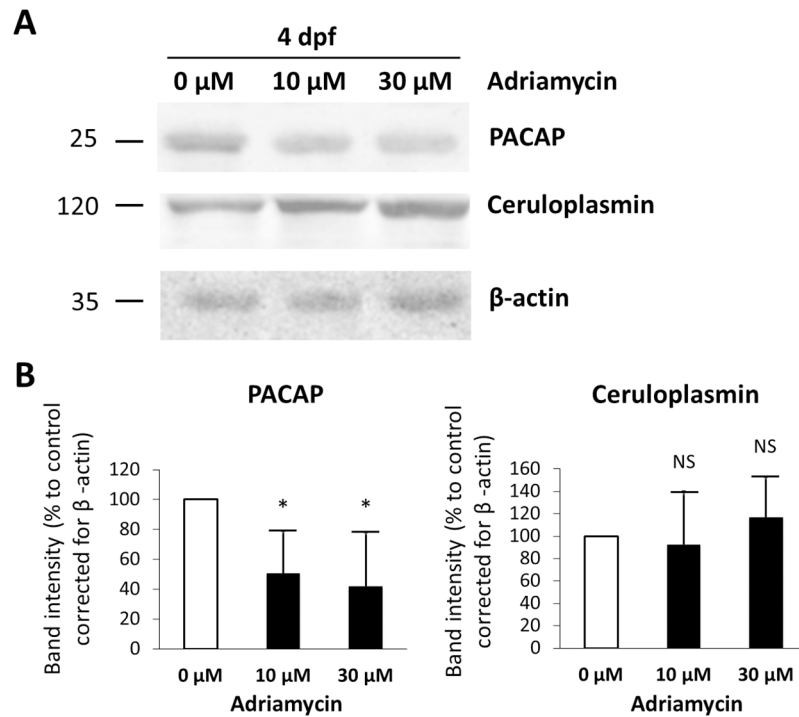 A
4 dpf
0 µM 10 µM 30 µM Adriamycin
25 PACAP
120 Ceruloplasmin
35 β-actin
B
PACAP
Band intensity (% to control
corrected for β -actin)
120
100
80
60
40
20
0
* *
0 µM 10 µM 30 µM
Adriamycin
Ceruloplasmin
Band intensity (% to control
corrected for β -actin)
160
140
120
100
80
60
40
20
0
NS NS
0 µM 10 µM 30 µM
Adriamycin